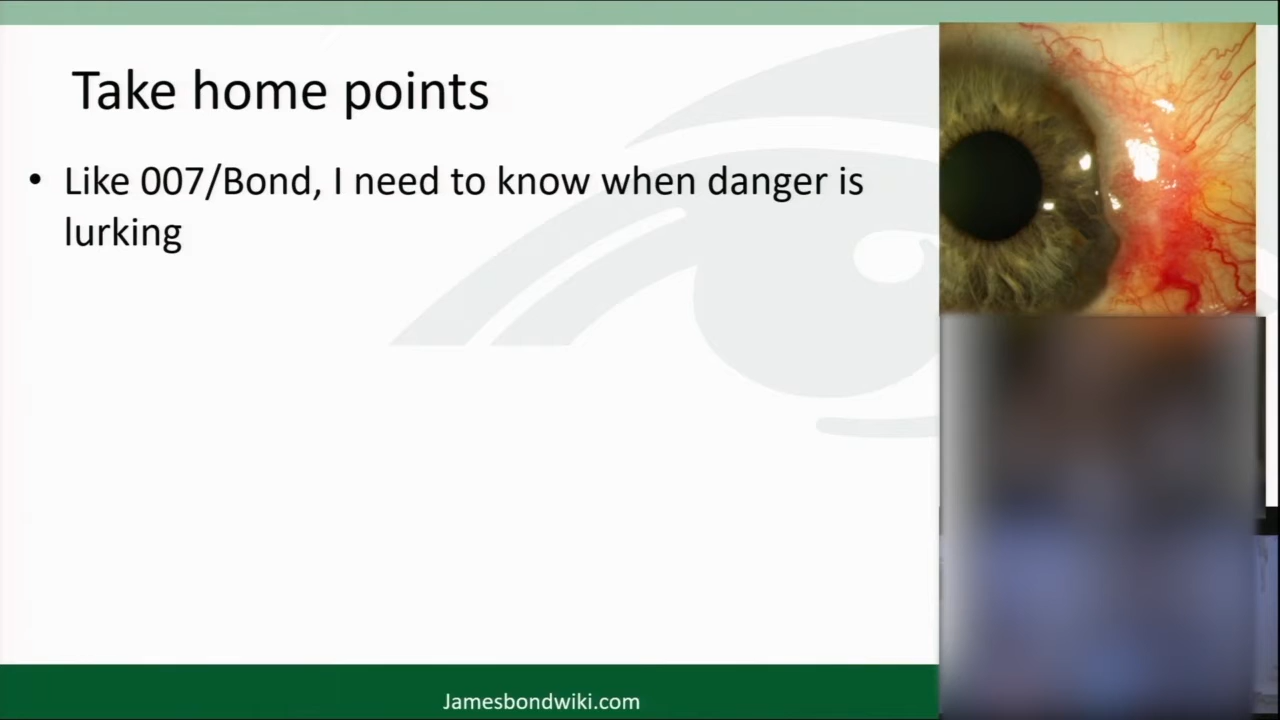 Take home points
• Like 007/Bond, I need to know when danger is
lurking
Jamesbondwiki.com